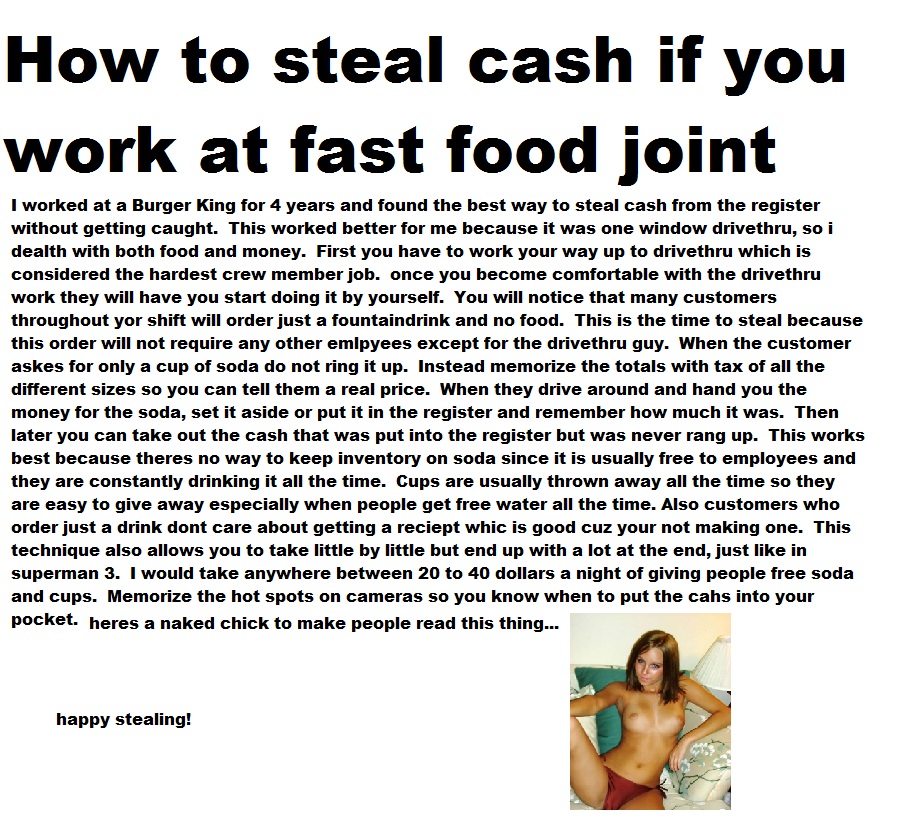 How to steal cash if you
work at fast food joint
I worked at a Burger King for 4 years and found the best way to steal cash from the register
without getting caught.  This worked better for me because it was one window drivethru, so i
dealth with both food and money.  First you have to work your way up to drivethru which is
considered the hardest crew member job.  once you become comfortable with the drivethru
work they will have you start doing it by yourself.  You will notice that many customers
throughout yor shift will order just a fountaindrink and no food.  This is the time to steal because
this order will not require any other emlpyees except for the drivethru guy.  When the customer
askes for only a cup of soda do not ring it up.  Instead memorize the totals with tax of all the
different sizes so you can tell them a real price.  When they drive around and hand you the
money for the soda, set it aside or put it in the register and remember how much it was.  Then
later you can take out the cash that was put into the register but was never rang up.  This works
best because theres no way to keep inventory on soda since it is usually free to employees and
they are constantly drinking it all the time.  Cups are usually thrown away all the time so they
are easy to give away especially when people get free water all the time. Also customers who
order just a drink dont care about getting a reciept whic is good cuz your not making one.  This
technique also allows you to take little by little but end up with a lot at the end, just like in
superman 3.  I would take anywhere between 20 to 40 dollars a night of giving people free soda
and cups.  Memorize the hot spots on cameras so you know when to put the cahs into your
pocket.  heres a naked chick to make people read this thing...
happy stealing!